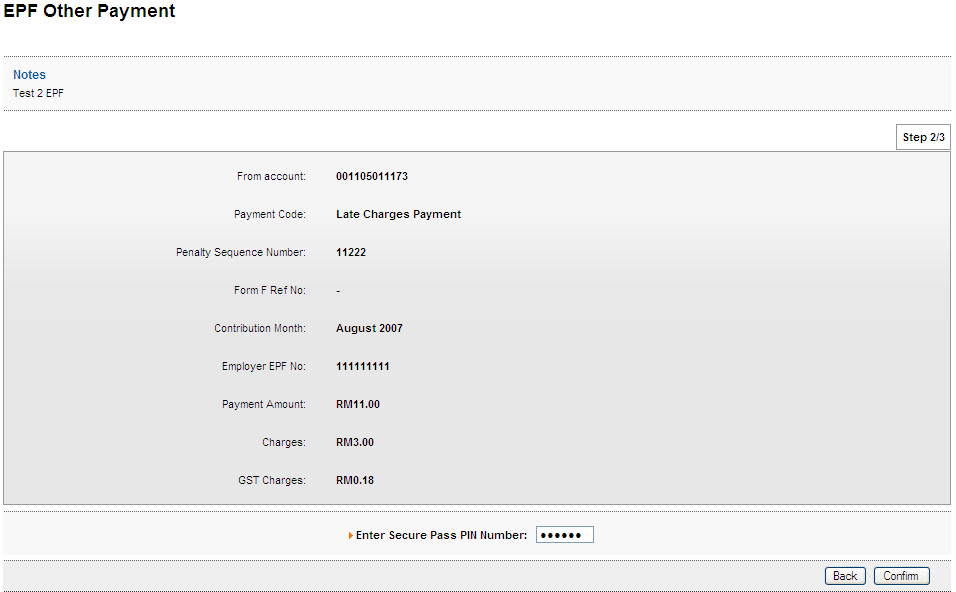 EPF Other Payment
Notes
Test 2 EPF
Step 2/3
From account: 001105011173
Payment Code: Late Charges Payment
Penalty Sequence Number: 11222
Form F Ref No: -
Contribution Month: August 2007
Employer EPF No: 111111111
Payment Amount: RM11.00
Charges: RM3.00
GST Charges: RM0.18
Enter Secure Pass PIN Number: ••••••
Back Confirm